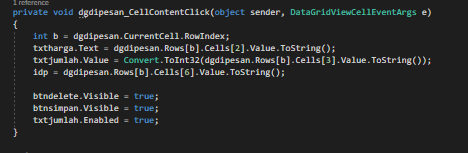 1 reference
private void dgdipesan_CellContentClick(object sender, DataGridViewCellEventArgs e)
{
int b = dgdipesan.CurrentCell.RowIndex;
txtharga.Text = dgdipesan.Rows[b].Cells[2].Value.ToString();
txtjumlah.Value = Convert.ToInt32(dgdipesan.Rows[b].Cells[3].Value.ToString());
idp = dgdipesan.Rows[b].Cells[6].Value.ToString();
btndelete.Visible = true;
btnsimpan.Visible = true;
txtjumlah.Enabled = true;
}